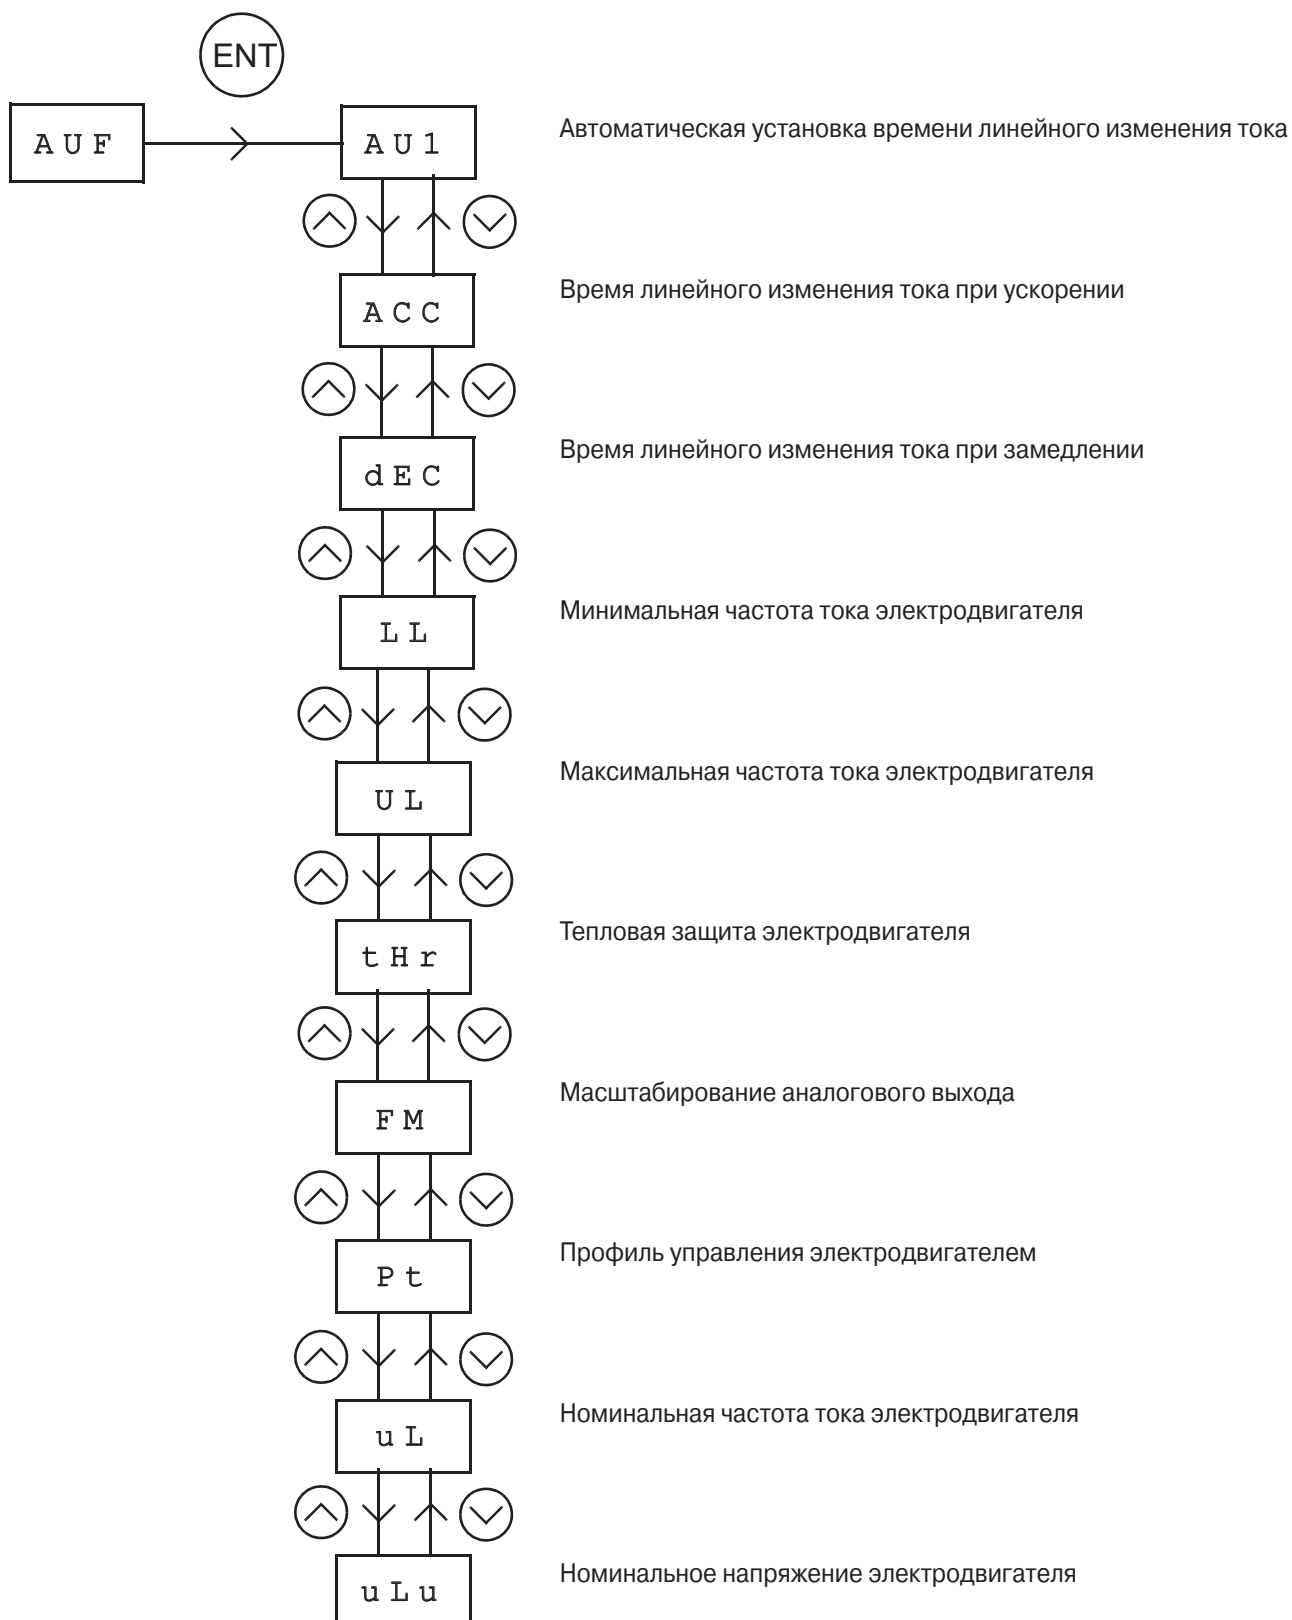 ENT
AUF
AU1
Автоматическая установка времени линейного изменения тока
ACC
Время линейного изменения тока при ускорении
dEC
Время линейного изменения тока при замедлении
LL
Минимальная частота тока электродвигателя
UL
Максимальная частота тока электродвигателя
tHr
Тепловая защита электродвигателя
FM
Масштабирование аналогового выхода
Pt
Профиль управления электродвигателем
uL
Номинальная частота тока электродвигателя
uLu
Номинальное напряжение электродвигателя